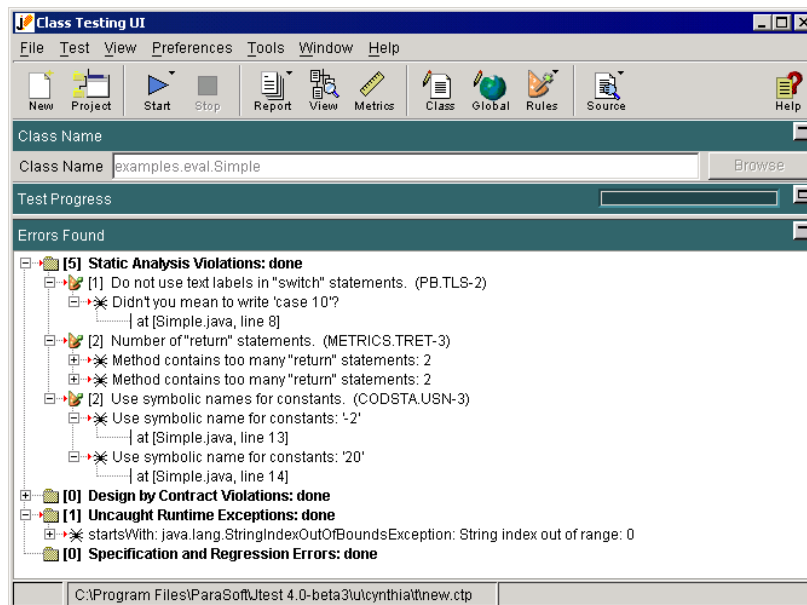 Class Testing UI
File Test View Preferences Tools Window Help
New Project Start Stop Report View Metrics Class Global Rules Source Help
Class Name
Class Name examples.eval.Simple Browse
Test Progress
Errors Found
[5] Static Analysis Violations: done
[1] Do not use text labels in "switch" statements. (PB.TLS-2)
Didn't you mean to write 'case 10'?
at [Simple.java, line 8]
[2] Number of "return" statements. (METRICS.TRET-3)
Method contains too many "return" statements: 2
Method contains too many "return" statements: 2
[2] Use symbolic names for constants. (CODSTA.USN-3)
Use symbolic name for constants: '-2'
at [Simple.java, line 13]
Use symbolic name for constants: '20'
at [Simple.java, line 14]
[0] Design by Contract Violations: done
[1] Uncaught Runtime Exceptions: done
startsWith: java.lang.StringIndexOutOfBoundsException: String index out of range: 0
[0] Specification and Regression Errors: done
C:\Program Files\ParaSoft\Jtest 4.0-beta3\u\cynthia\t\new.ctp